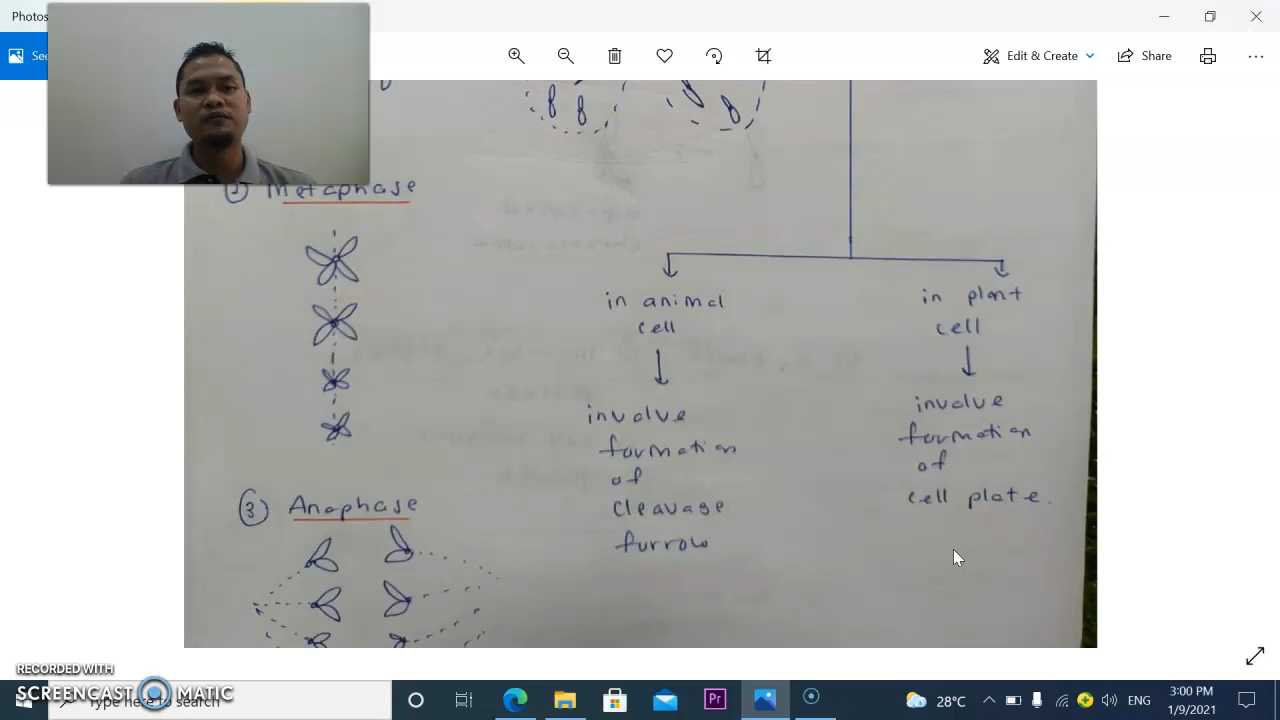 Photos
Edit & Create
Share
② Metaphase
in animal
cell
involve
formation
of
cleavage
furrow
in plant
cell
involve
formation
of
cell plate.
③ Anaphase
RECORDED WITH
SCREENCAST MATIC
Type here to search
Pr
28°C
ENG
3:00 PM
1/9/2021